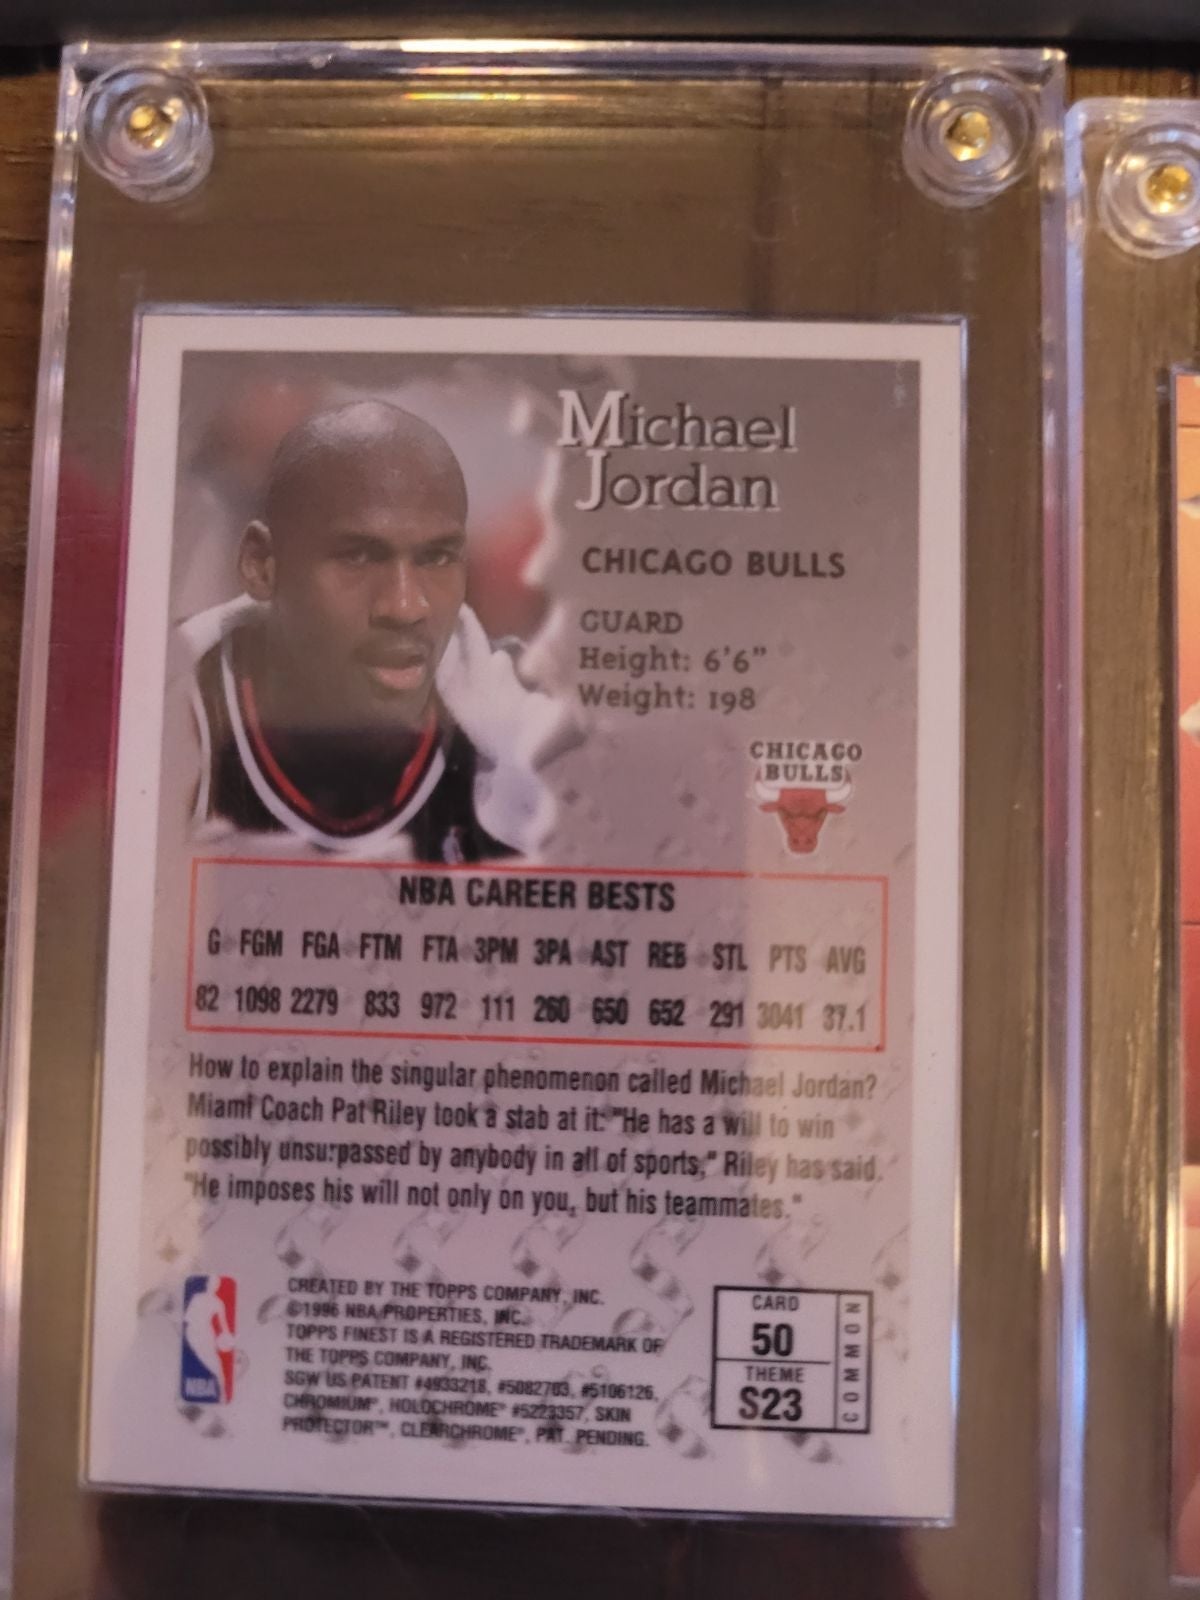 Michael
Jordan
CHICAGO BULLS
GUARD
Height: 6'6"
Weight: 198
CHICAGO
BULLS
NBA CAREER BESTS
G FGM FGA FTM FTA 3PM 3PA AST REB STL PTS AVG
82 1098 2279 833 972 111 260 650 652 291 3041 37.1
How to explain the singular phenomenon called Michael Jordan?
Miami Coach Pat Riley took a stab at it: "He has a will to win
possibly unsurpassed by anybody in all of sports," Riley has said.
"He imposes his will not only on you, but his teammates."
NBA
CREATED BY THE TOPPS COMPANY, INC.
©1996 NBA PROPERTIES, INC.
TOPPS FINEST IS A REGISTERED TRADEMARK OF
THE TOPPS COMPANY, INC.
SGW US PATENT #4933218, #5082703, #5106126,
CHROMIUM®, HOLOCHROME® #5223357, SKIN
PROTECTOR™, CLEARCHROME®, PAT. PENDING.
CARD
50
THEME
S23
COMMON